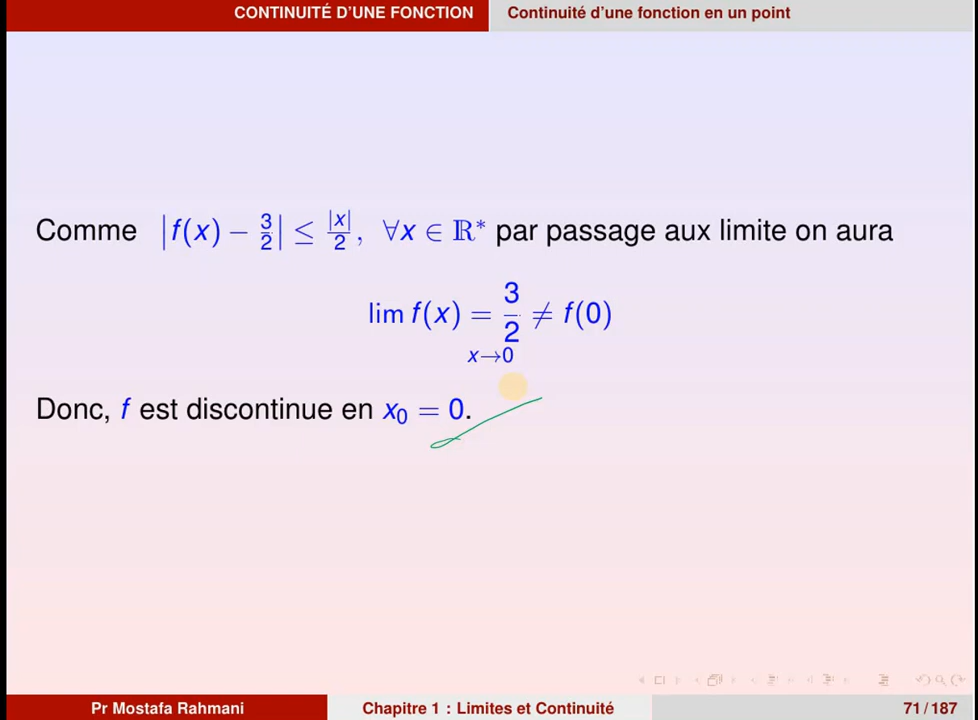 CONTINUITÉ D'UNE FONCTION Continuité d'une fonction en un point
Comme |f(x) − 3/2| ≤ |x|/2, ∀x ∈ ℝ* par passage aux limite on aura
lim f(x) = 3/2 ≠ f(0)
x→0
Donc, f est discontinue en x₀ = 0.
Pr Mostafa Rahmani Chapitre 1 : Limites et Continuité 71 / 187